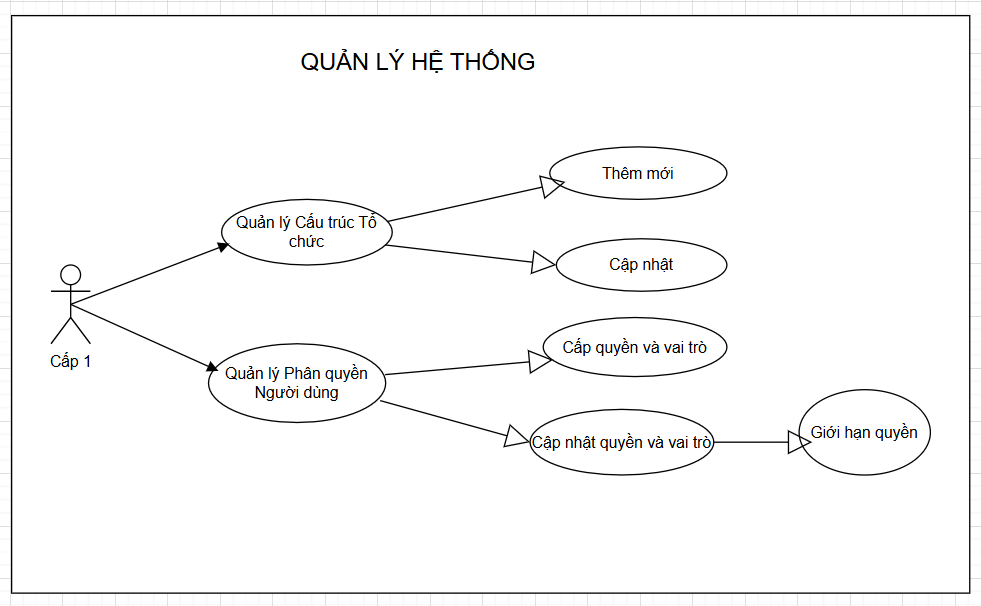 QUẢN LÝ HỆ THỐNG
Thêm mới
Quản lý Cấu trúc Tổ
chức
Cập nhật
Cấp 1
Cấp quyền và vai trò
Quản lý Phân quyền
Người dùng
Cập nhật quyền và vai trò
Giới hạn quyền